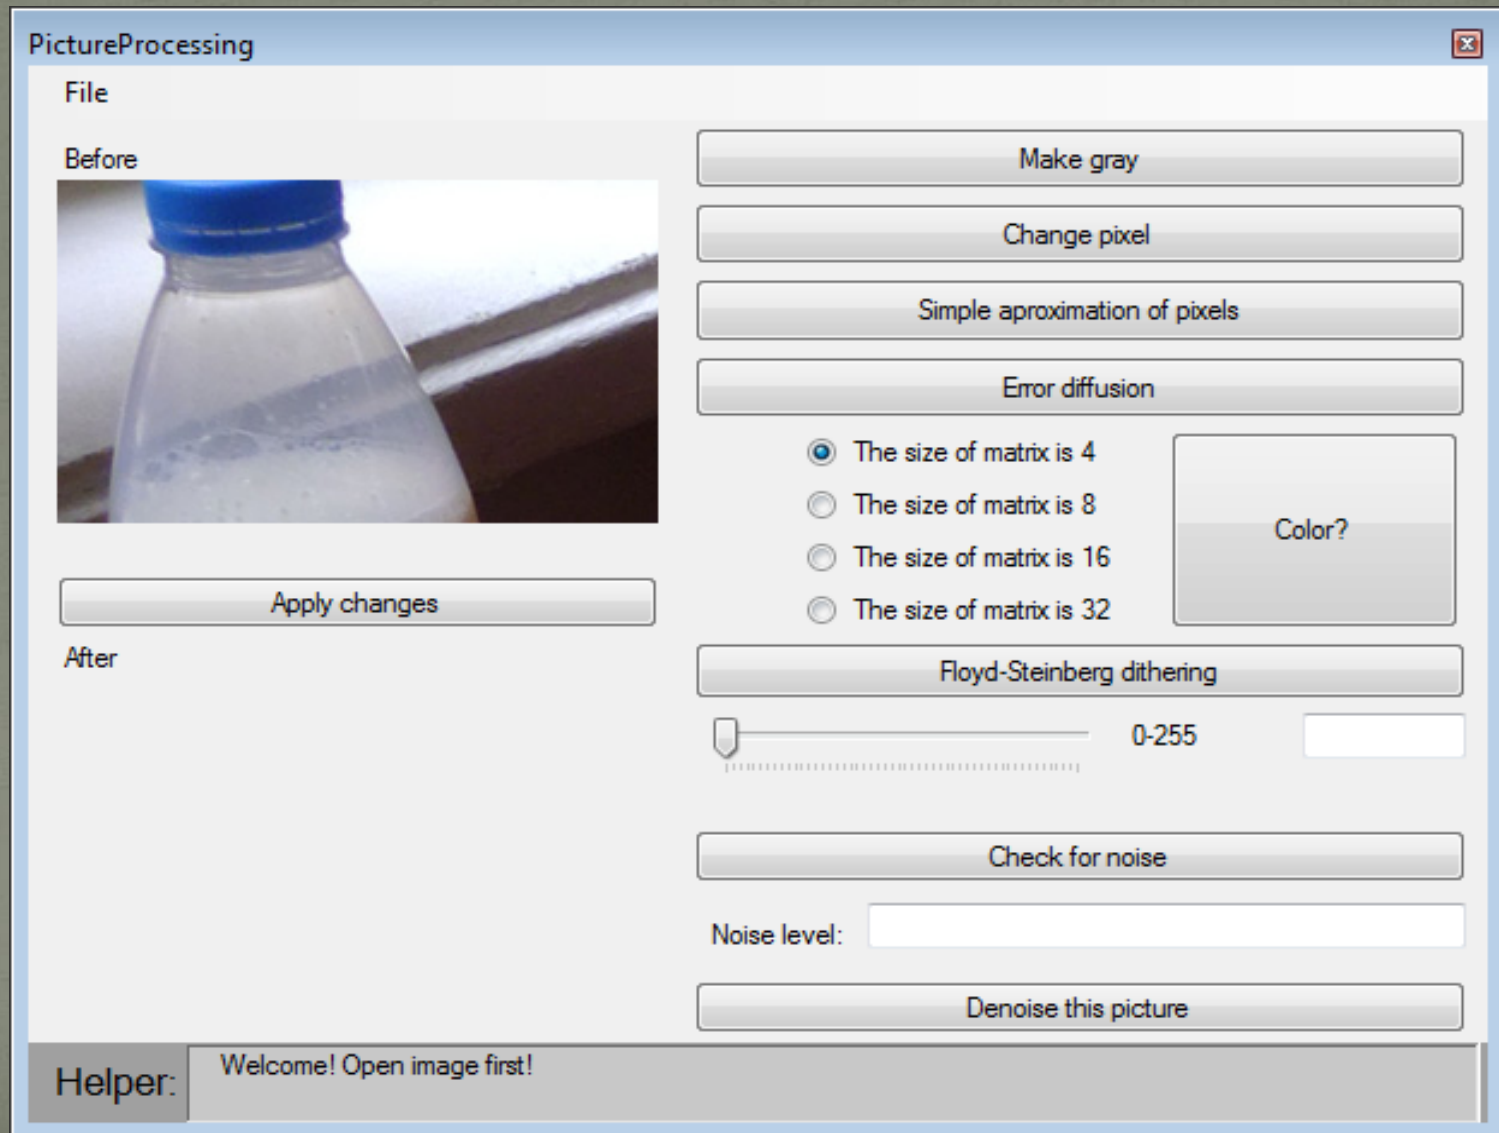 PictureProcessing
File
Before
Make gray
Change pixel
Simple aproximation of pixels
Error diffusion
The size of matrix is 4
The size of matrix is 8
Color?
The size of matrix is 16
The size of matrix is 32
Apply changes
After
Floyd-Steinberg dithering
0-255
Check for noise
Noise level:
Denoise this picture
Helper:
Welcome! Open image first!